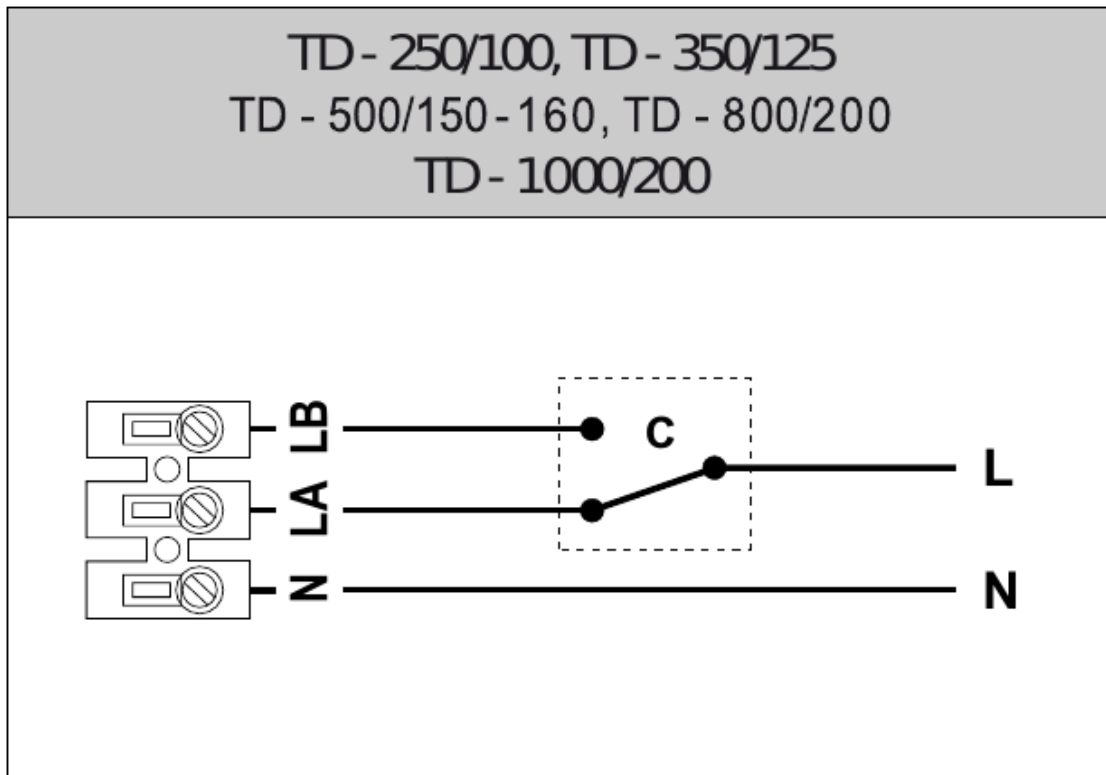 TD - 250/100, TD - 350/125
TD - 500/150-160, TD - 800/200
TD - 1000/200
LB
C
L
LA
N
N